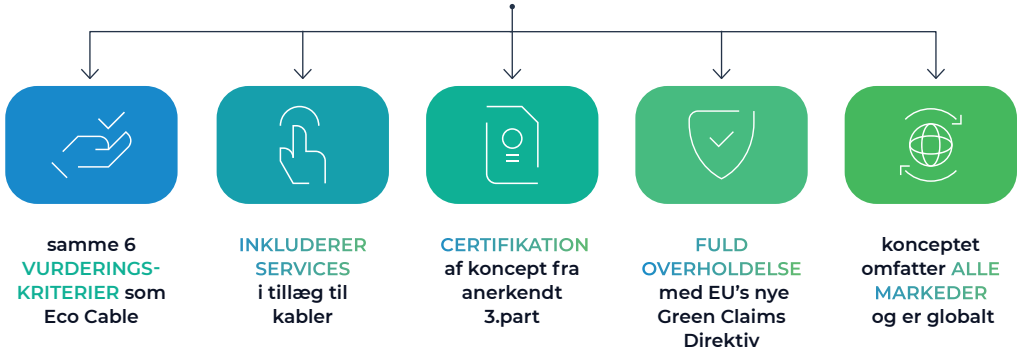 samme 6
VURDERINGS-
KRITERIER som
Eco Cable
INKLUDERER
SERVICES
i tillæg til
kabler
CERTIFIKATION
af koncept fra
anerkendt
3.part
FULD
OVERHOLDELSE
med EU’s nye
Green Claims
Direktiv
konceptet
omfatter ALLE
MARKEDER
og er globalt